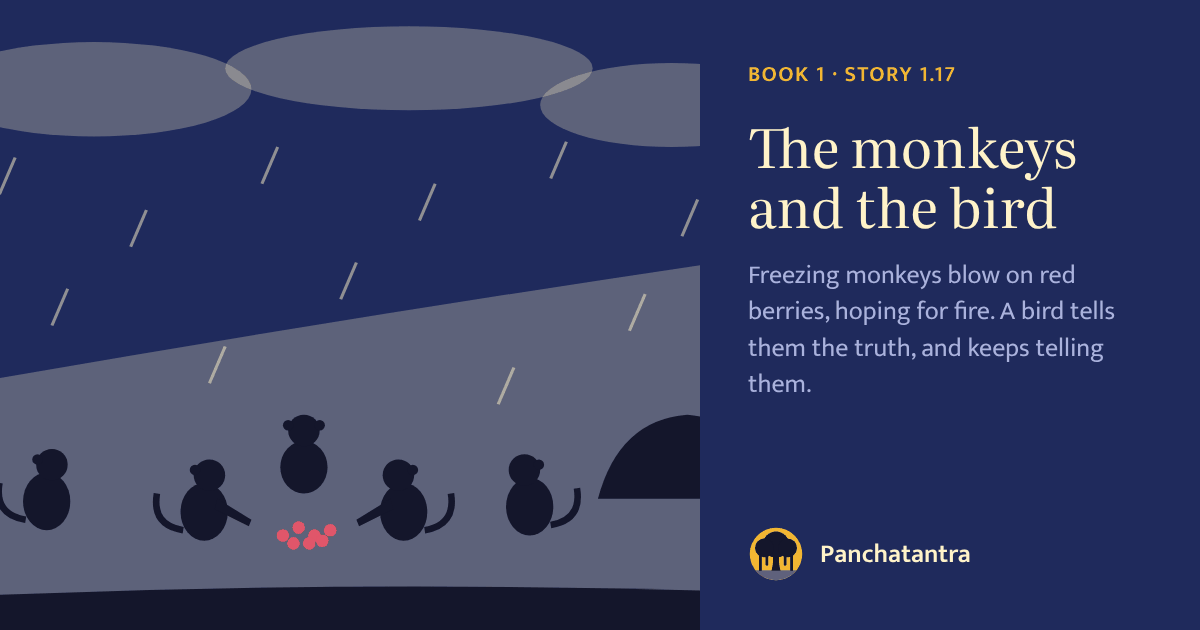 BOOK 1 · STORY 1.17
The monkeys
and the bird
Freezing monkeys blow on red
berries, hoping for fire. A bird tells
them the truth, and keeps telling
them.
Panchatantra